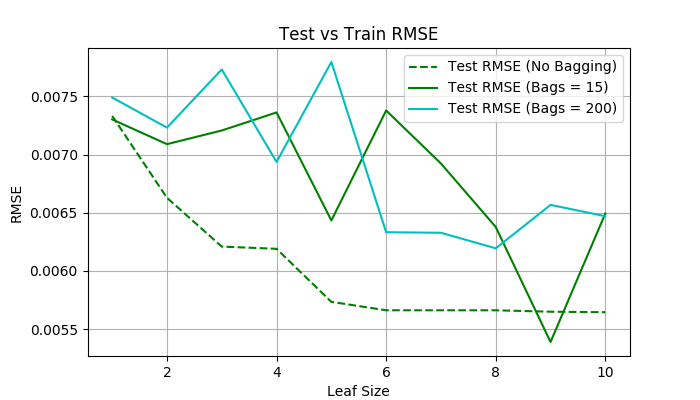 Test vs Train RMSE
Test RMSE (No Bagging)
Test RMSE (Bags = 15)
Test RMSE (Bags = 200)
RMSE
0.0075
0.0070
0.0065
0.0060
0.0055
2 4 6 8 10
Leaf Size